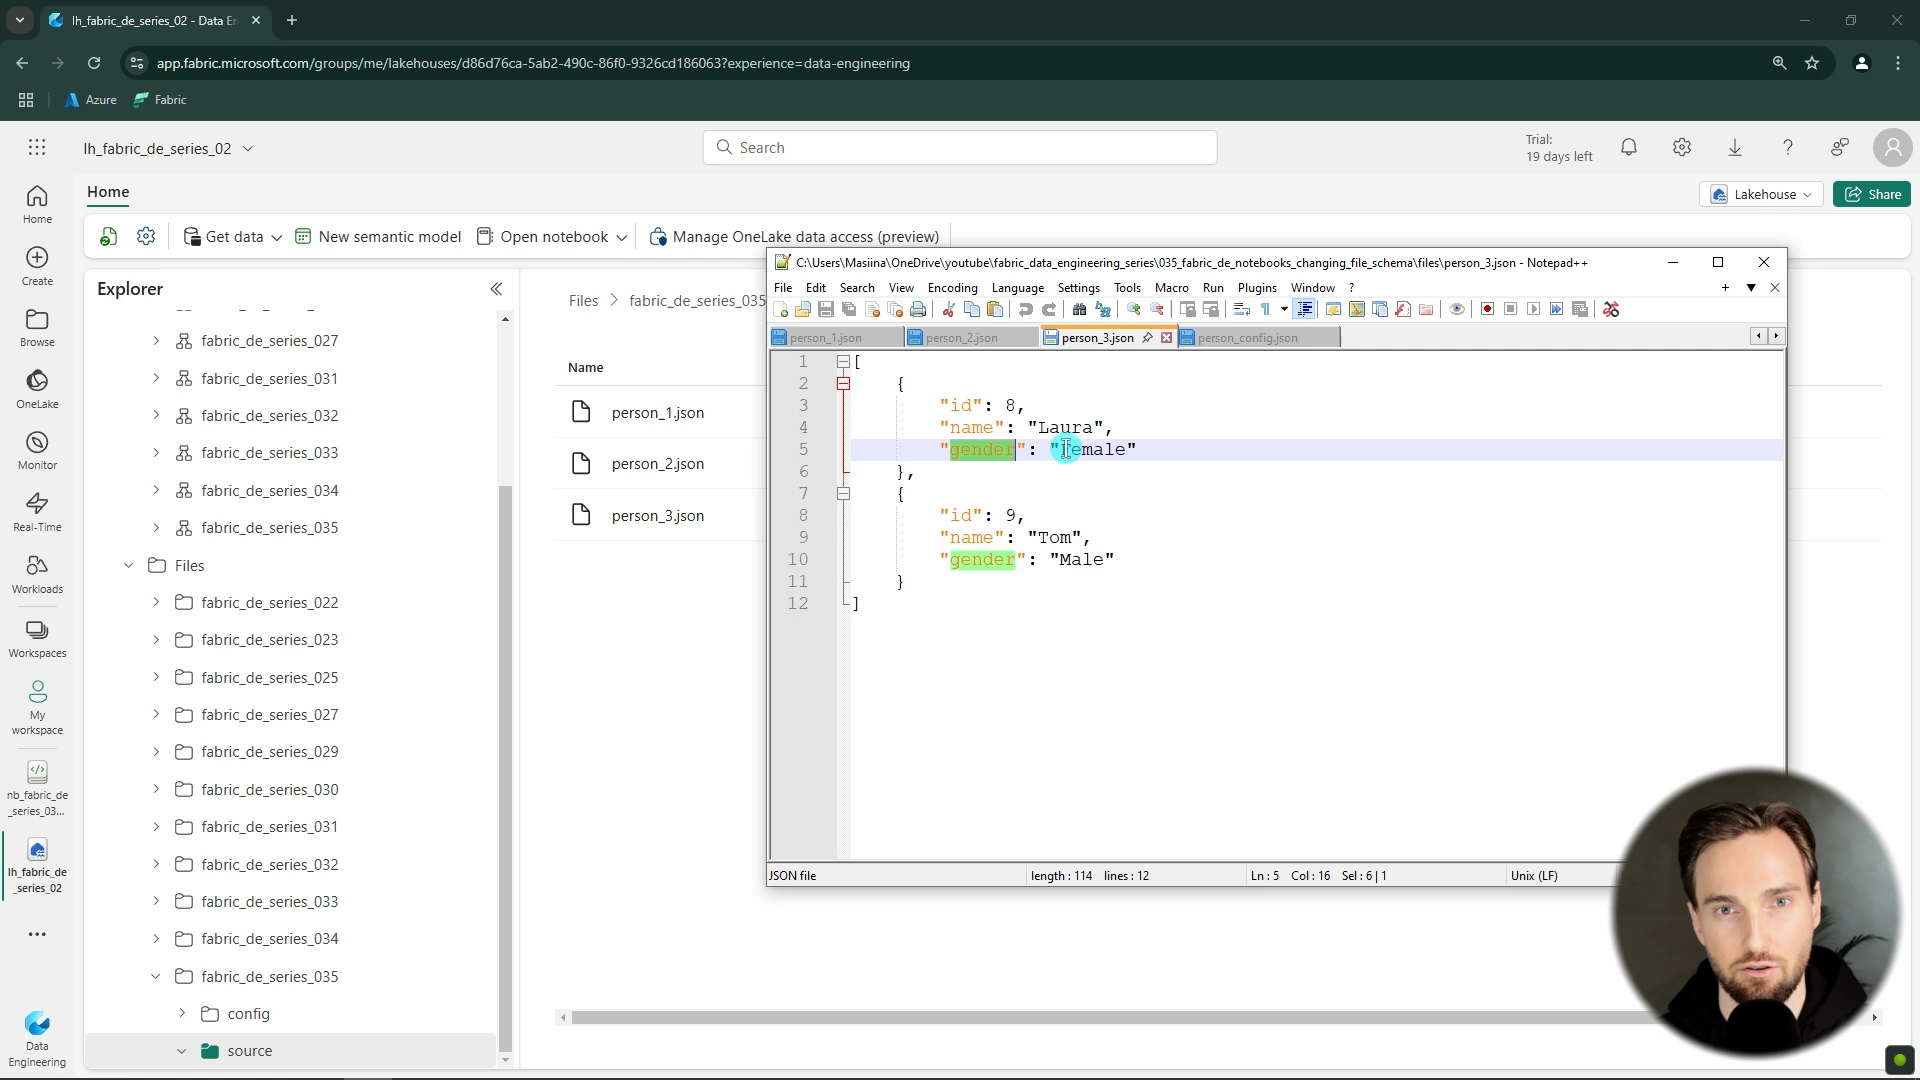 lh_fabric_de_series_02 - Data En
app.fabric.microsoft.com/groups/me/lakehouses/d86d76ca-5ab2-490c-86f0-9326cd186063?experience=data-engineering
Azure
Fabric
lh_fabric_de_series_02
Search
Trial:
19 days left
Home
Lakehouse
Share
Get data
New semantic model
Open notebook
Manage OneLake data access (preview)
Home
Create
Browse
OneLake
Monitor
Real-Time
Workloads
Workspaces
My
workspace
nb_fabric_de
_series_03...
lh_fabric_de
_series_02
Data
Engineering
Explorer
fabric_de_series_027
fabric_de_series_031
fabric_de_series_032
fabric_de_series_033
fabric_de_series_034
fabric_de_series_035
Files
fabric_de_series_022
fabric_de_series_023
fabric_de_series_025
fabric_de_series_027
fabric_de_series_029
fabric_de_series_030
fabric_de_series_031
fabric_de_series_032
fabric_de_series_033
fabric_de_series_034
fabric_de_series_035
config
source
Files > fabric_de_series_035
Name
person_1.json
person_2.json
person_3.json
C:\Users\Masiina\OneDrive\youtube\fabric_data_engineering_series\035_fabric_de_notebooks_changing_file_schema\files\person_3.json - Notepad++
File Edit Search View Encoding Language Settings Tools Macro Run Plugins Window ?
person_1.json person_2.json person_3.json person_config.json
1 [
2 {
3 "id": 8,
4 "name": "Laura",
5 "gender": "Female"
6 },
7 {
8 "id": 9,
9 "name": "Tom",
10 "gender": "Male"
11 }
12 ]
JSON file length : 114 lines : 12 Ln : 5 Col : 16 Sel : 6 | 1 Unix (LF)